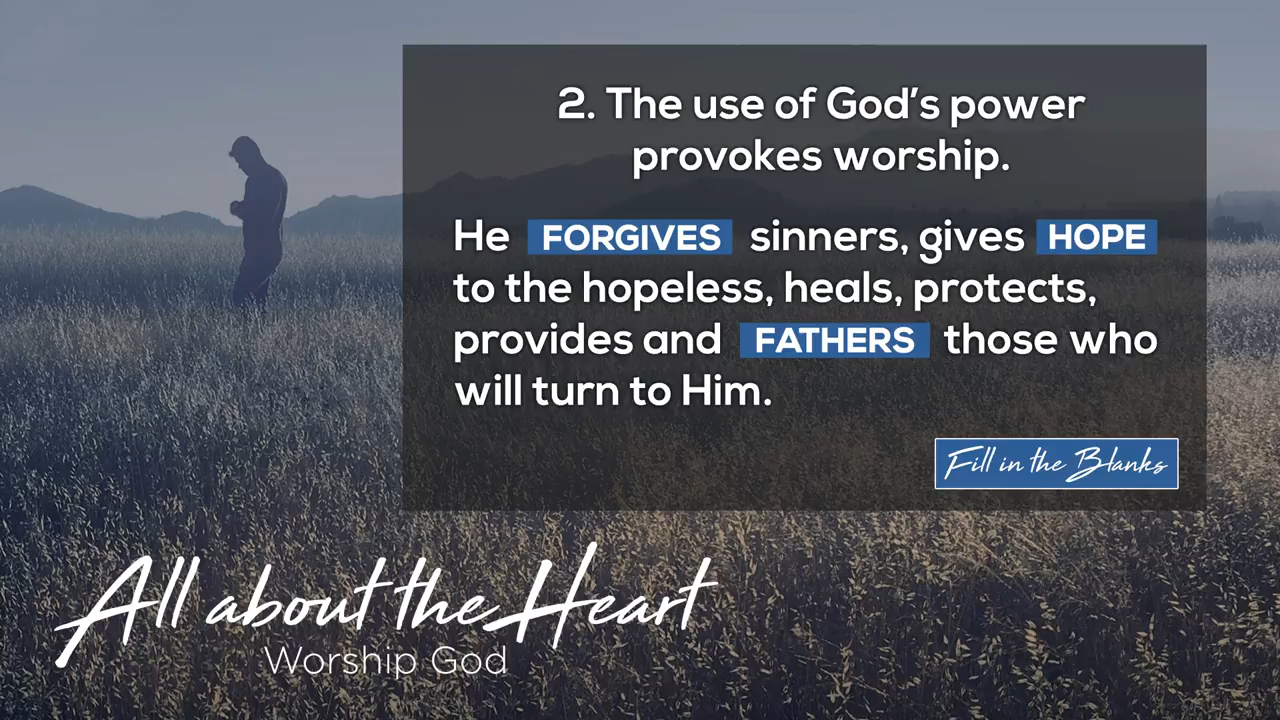 2. The use of God's power
provokes worship.
He FORGIVES sinners, gives HOPE
to the hopeless, heals, protects,
provides and FATHERS those who
will turn to Him.
Fill in the Blanks
All about the Heart
Worship God